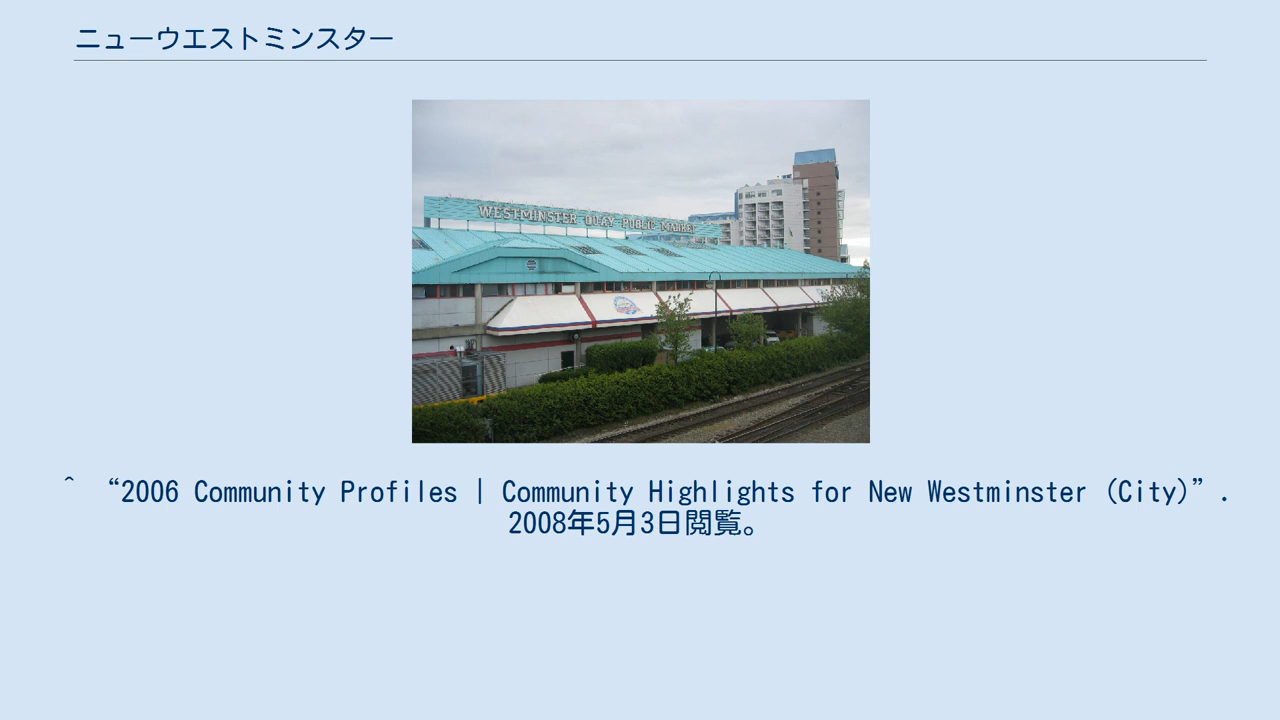 ニューウエストミンスター
WESTMINSTER QUAY PUBLIC MARKET
^ “2006 Community Profiles | Community Highlights for New Westminster (City)”.
2008年5月3日閲覧。